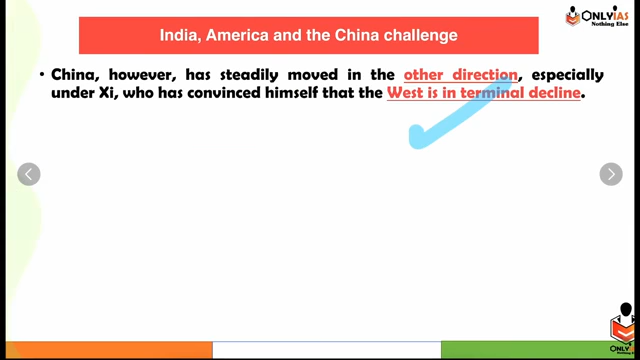 ONLYIAS
Nothing Else
India, America and the China challenge
• China, however, has steadily moved in the other direction, especially
under Xi, who has convinced himself that the West is in terminal decline.
ONLY